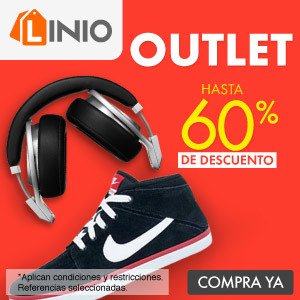 LINIO
OUTLET
HASTA
60%
DE DESCUENTO
*Aplican condiciones y restricciones.
Referencias seleccionadas.
COMPRA YA